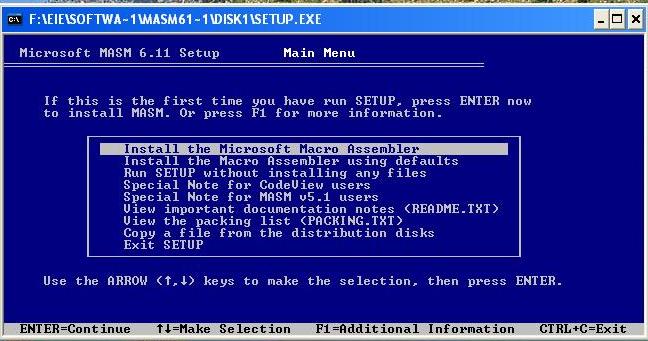 F:\EIE\SOFTWA~1\MASM61~1\DISK1\SETUP.EXE
Microsoft MASM 6.11 Setup Main Menu
If this is the first time you have run SETUP, press ENTER now
to install MASM. Or press F1 for more information.
Install the Microsoft Macro Assembler
Install the Macro Assembler using defaults
Run SETUP without installing any files
Special Note for CodeView users
Special Note for MASM v5.1 users
View important documentation notes (README.TXT)
View the packing list (PACKING.TXT)
Copy a file from the distribution disks
Exit SETUP
Use the ARROW (↑,↓) keys to make the selection, then press ENTER.
ENTER=Continue ↑↓=Make Selection F1=Additional Information CTRL+C=Exit